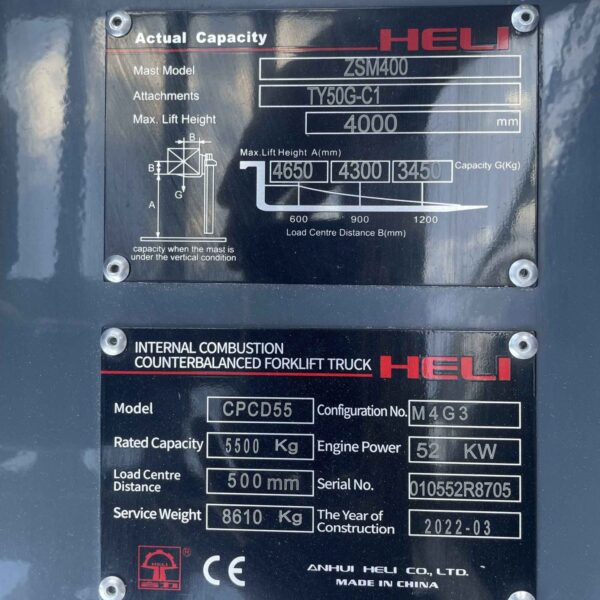 Actual Capacity HELI
Mast Model ZSM400
Attachments TY50G-C1
Max. Lift Height 4000 mm
B
Max.Lift Height A(mm)
B 4650 4300 3450 Capacity G(Kg)
G
A
600 900 1200
Load Centre Distance B(mm)
capacity when the mast is
under the vertical condition
INTERNAL COMBUSTION
COUNTERBALANCED FORKLIFT TRUCK HELI
Model CPCD55 Configuration No. M4G3
Rated Capacity 5500 Kg Engine Power 52 KW
Load Centre
Distance 500mm Serial No. 010552R8705
Service Weight 8610 Kg The Year of
Construction 2022-03
® CE ANHUI HELI CO., LTD.
MADE IN CHINA